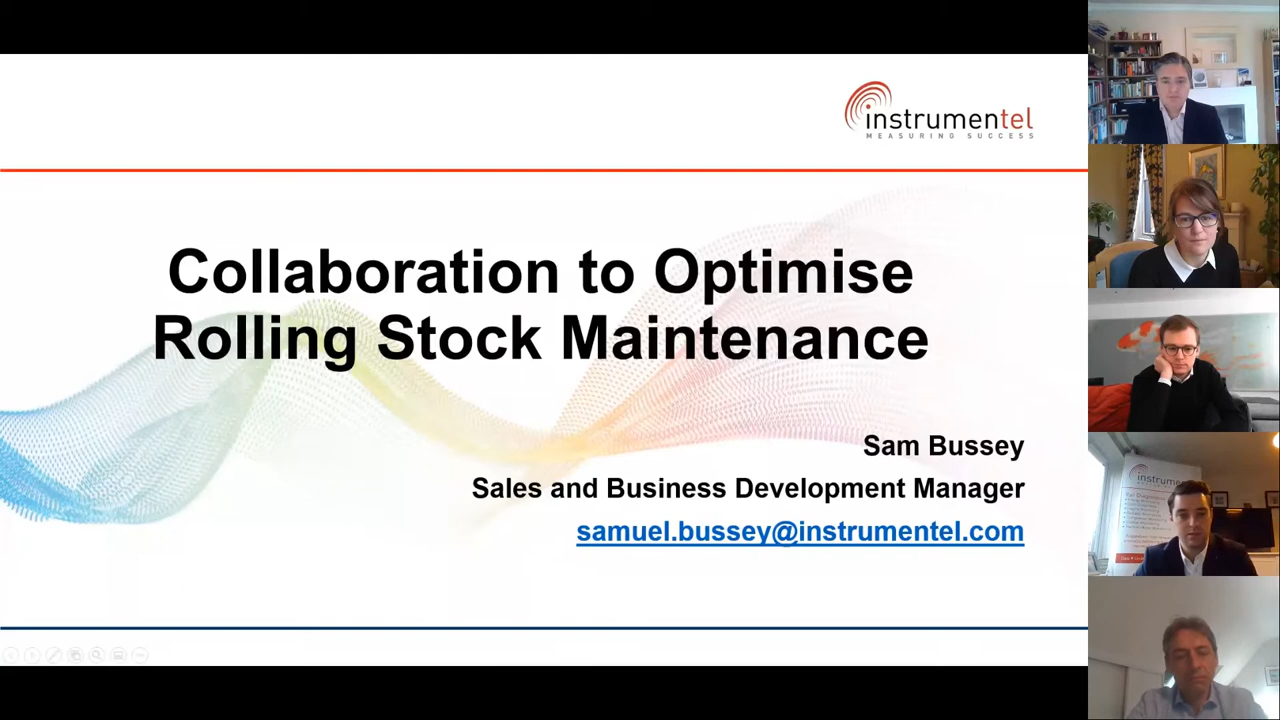 instrumentel
MEASURING SUCCESS
Collaboration to Optimise
Rolling Stock Maintenance
Sam Bussey
Sales and Business Development Manager
samuel.bussey@instrumentel.com
instrumen